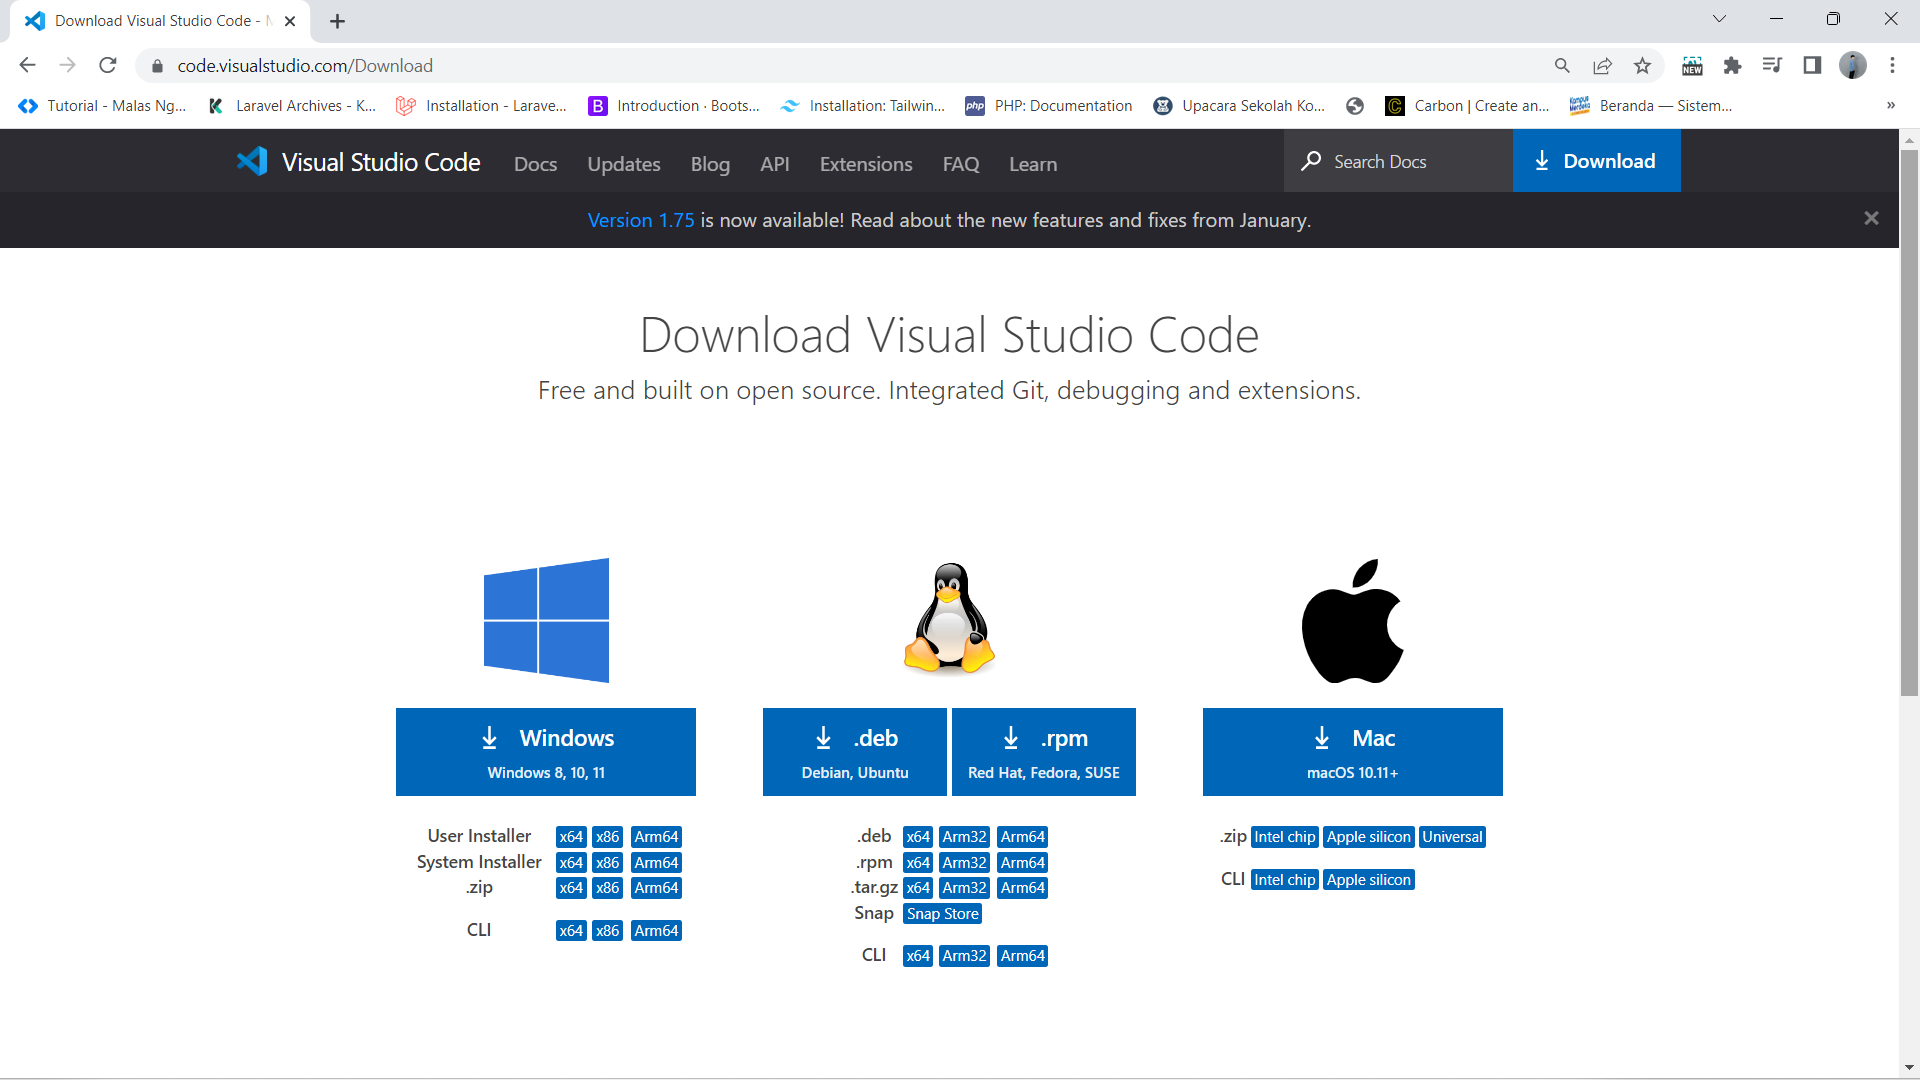 Download Visual Studio Code -
code.visualstudio.com/Download
NEW
Tutorial - Malas Ng...
Laravel Archives - K...
Installation - Larave...
B
Introduction · Boots...
Installation: Tailwin...
php
PHP: Documentation
Upacara Sekolah Ko...
C
Carbon | Create an...
Kampus Merdeka
Beranda — Sistem...
»
Visual Studio Code
Docs
Updates
Blog
API
Extensions
FAQ
Learn
Search Docs
Download
Version 1.75 is now available! Read about the new features and fixes from January.
Download Visual Studio Code
Free and built on open source. Integrated Git, debugging and extensions.
Windows
Windows 8, 10, 11
User Installer x64 x86 Arm64
System Installer x64 x86 Arm64
.zip x64 x86 Arm64
CLI x64 x86 Arm64
.deb
Debian, Ubuntu
.rpm
Red Hat, Fedora, SUSE
.deb x64 Arm32 Arm64
.rpm x64 Arm32 Arm64
.tar.gz x64 Arm32 Arm64
Snap Snap Store
CLI x64 Arm32 Arm64
Mac
macOS 10.11+
.zip Intel chip Apple silicon Universal
CLI Intel chip Apple silicon